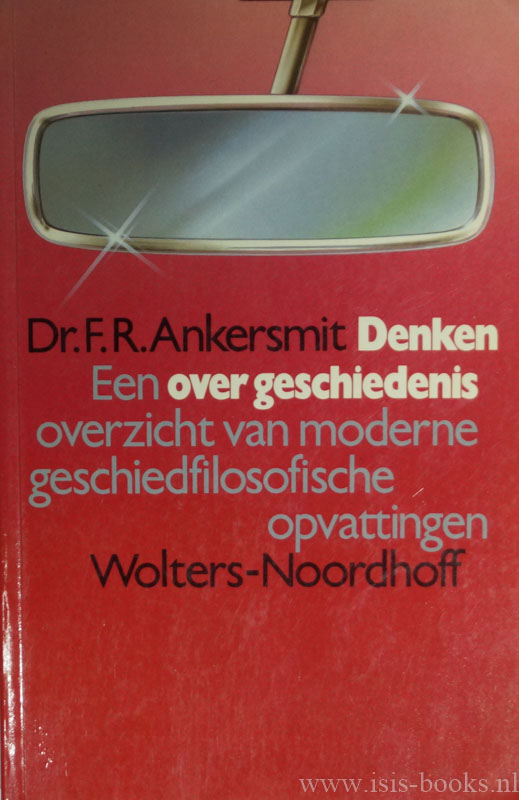 Dr.F.R.Ankersmit Denken
Een over geschiedenis
overzicht van moderne
geschiedfilosofische
opvattingen
Wolters-Noordhoff
www.isis-books.nl